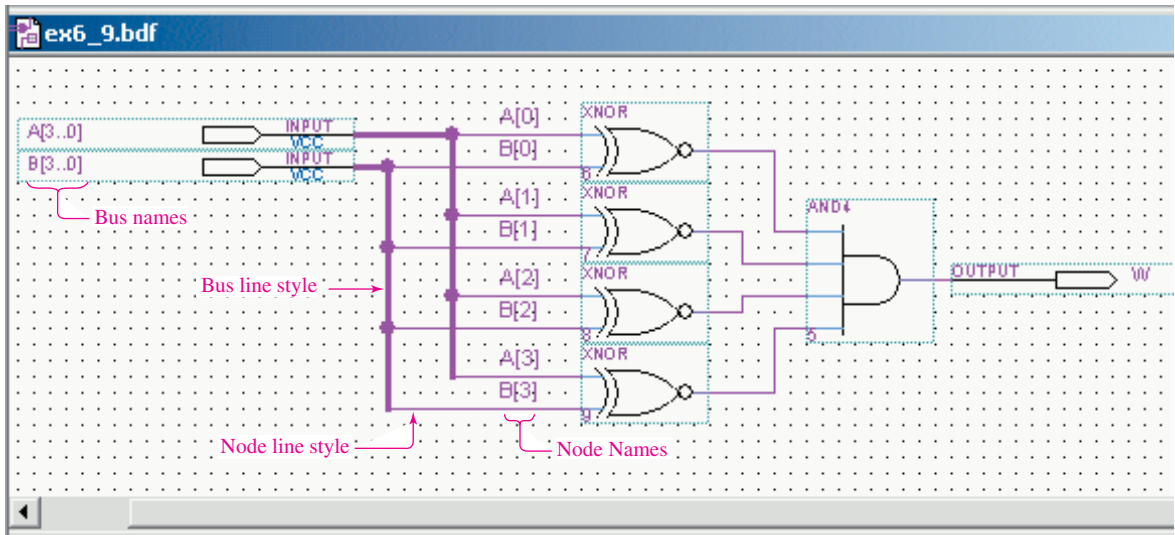 ex6_9.bdf
A[3..0]
INPUT
VCC
B[3..0]
INPUT
VCC
Bus names
A[0]
B[0]
XNOR
6
A[1]
B[1]
XNOR
7
Bus line style
A[2]
B[2]
XNOR
8
A[3]
B[3]
XNOR
9
AND4
5
OUTPUT
W
Node line style
Node Names